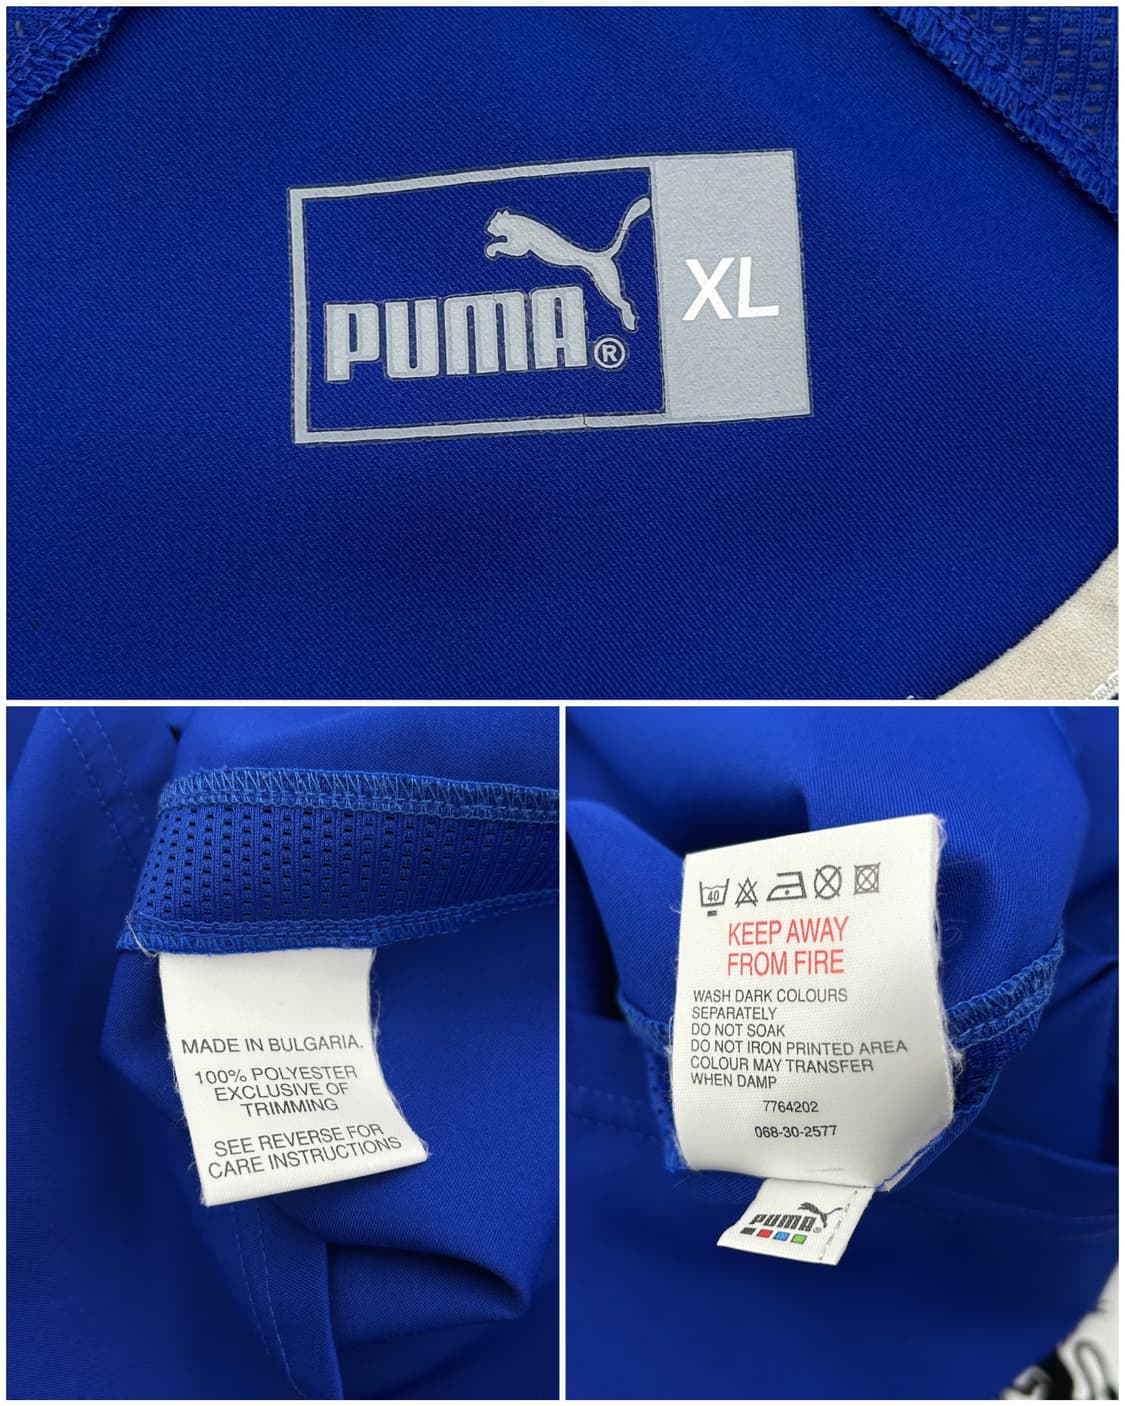 PUMA®
XL
MADE IN BULGARIA.
100% POLYESTER
EXCLUSIVE OF
TRIMMING
SEE REVERSE FOR
CARE INSTRUCTIONS
40
KEEP AWAY
FROM FIRE
WASH DARK COLOURS
SEPARATELY
DO NOT SOAK
DO NOT IRON PRINTED AREA
COLOUR MAY TRANSFER
WHEN DAMP
7764202
068-30-2577
PUMA®